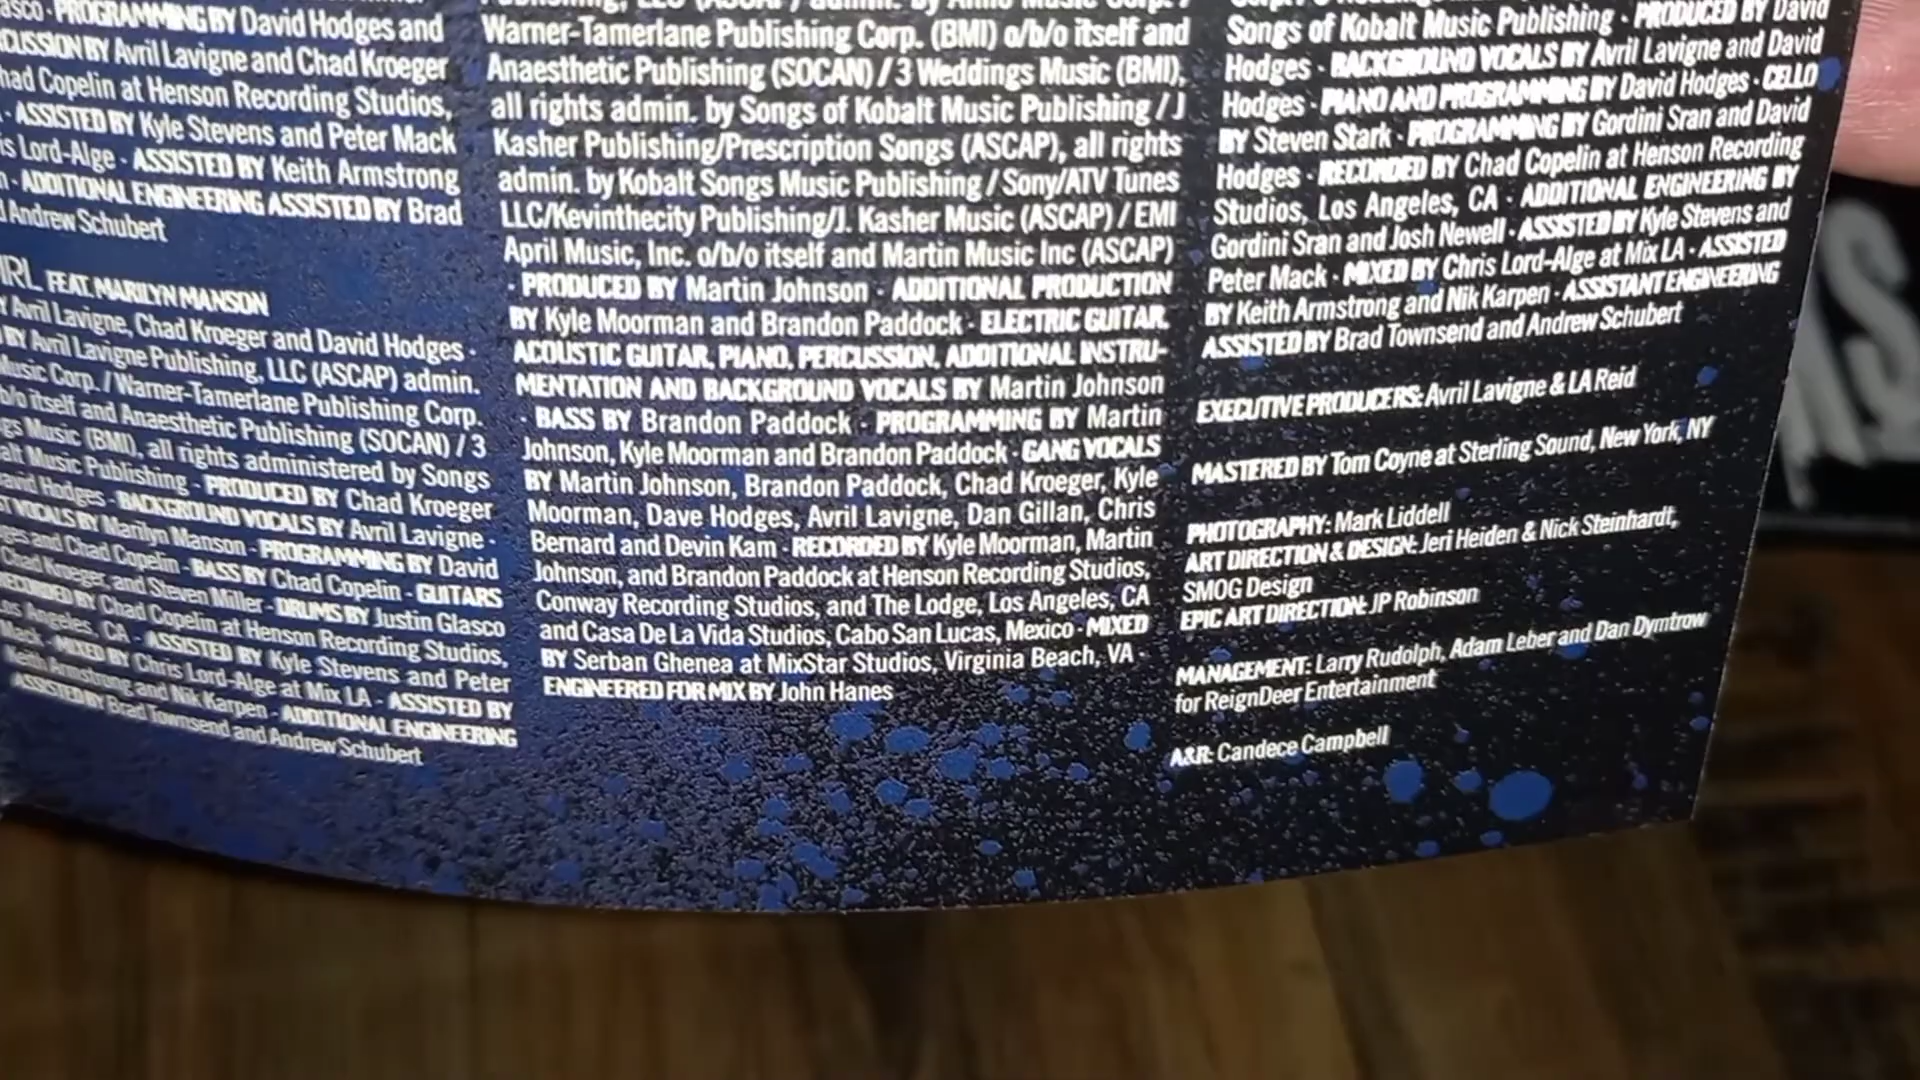 PROGRAMMING BY David Hodges and
BY Avril Lavigne and Chad Kroeger
Copelin at Henson Recording Studios,
· ASSISTED BY Kyle Stevens and Peter Mack
Lord-Alge · ASSISTED BY Keith Armstrong
· ADDITIONAL ENGINEERING ASSISTED BY Brad
Andrew Schubert
FEAT. MARILYN MANSON
Avril Lavigne, Chad Kroeger and David Hodges ·
BY Avril Lavigne Publishing, LLC (ASCAP) admin.
Music Corp. / Warner-Tamerlane Publishing Corp.
itself and Anaesthetic Publishing (SOCAN) / 3
Music (BMI), all rights administered by Songs
Music Publishing · PRODUCED BY Chad Kroeger
Hodges · BACKGROUND VOCALS BY Avril Lavigne ·
VOCALS BY Marilyn Manson · PROGRAMMING BY David
and Chad Copelin · BASS BY Chad Copelin · GUITARS
Chad Kroeger, and Steven Miller · DRUMS BY Justin Glasco
BY Chad Copelin at Henson Recording Studios,
Los Angeles, CA · ASSISTED BY Kyle Stevens and Peter
Mack · MIXED BY Chris Lord-Alge at Mix LA · ASSISTED BY
Keith Armstrong and Nik Karpen · ADDITIONAL ENGINEERING
ASSISTED BY Brad Townsend and Andrew Schubert
Warner-Tamerlane Publishing Corp. (BMI) o/b/o itself and
Anaesthetic Publishing (SOCAN) / 3 Weddings Music (BMI),
all rights admin. by Songs of Kobalt Music Publishing / J
Kasher Publishing/Prescription Songs (ASCAP), all rights
admin. by Kobalt Songs Music Publishing / Sony/ATV Tunes
LLC/Kevinthecity Publishing/J. Kasher Music (ASCAP) / EMI
April Music, Inc. o/b/o itself and Martin Music Inc (ASCAP)
· PRODUCED BY Martin Johnson · ADDITIONAL PRODUCTION
BY Kyle Moorman and Brandon Paddock · ELECTRIC GUITAR,
ACOUSTIC GUITAR, PIANO, PERCUSSION, ADDITIONAL INSTRU-
MENTATION AND BACKGROUND VOCALS BY Martin Johnson
· BASS BY Brandon Paddock · PROGRAMMING BY Martin
Johnson, Kyle Moorman and Brandon Paddock · GANG VOCALS
BY Martin Johnson, Brandon Paddock, Chad Kroeger, Kyle
Moorman, Dave Hodges, Avril Lavigne, Dan Gillan, Chris
Bernard and Devin Kam · RECORDED BY Kyle Moorman, Martin
Johnson, and Brandon Paddock at Henson Recording Studios,
Conway Recording Studios, and The Lodge, Los Angeles, CA
and Casa De La Vida Studios, Cabo San Lucas, Mexico · MIXED
BY Serban Ghenea at MixStar Studios, Virginia Beach, VA ·
ENGINEERED FOR MIX BY John Hanes
Songs of Kobalt Music Publishing · PRODUCED BY David
Hodges · BACKGROUND VOCALS BY Avril Lavigne and David
Hodges · PIANO AND PROGRAMMING BY David Hodges · CELLO
BY Steven Stark · PROGRAMMING BY Gordini Sran and David
Hodges · RECORDED BY Chad Copelin at Henson Recording
Studios, Los Angeles, CA · ADDITIONAL ENGINEERING BY
Gordini Sran and Josh Newell · ASSISTED BY Kyle Stevens and
Peter Mack · MIXED BY Chris Lord-Alge at Mix LA · ASSISTED
BY Keith Armstrong and Nik Karpen · ASSISTANT ENGINEERING
ASSISTED BY Brad Townsend and Andrew Schubert
EXECUTIVE PRODUCERS: Avril Lavigne & LA Reid
MASTERED BY Tom Coyne at Sterling Sound, New York, NY
PHOTOGRAPHY: Mark Liddell
ART DIRECTION & DESIGN: Jeri Heiden & Nick Steinhardt,
SMOG Design
EPIC ART DIRECTION: JP Robinson
MANAGEMENT: Larry Rudolph, Adam Leber and Dan Dymtrow
for ReignDeer Entertainment
A&R: Candece Campbell